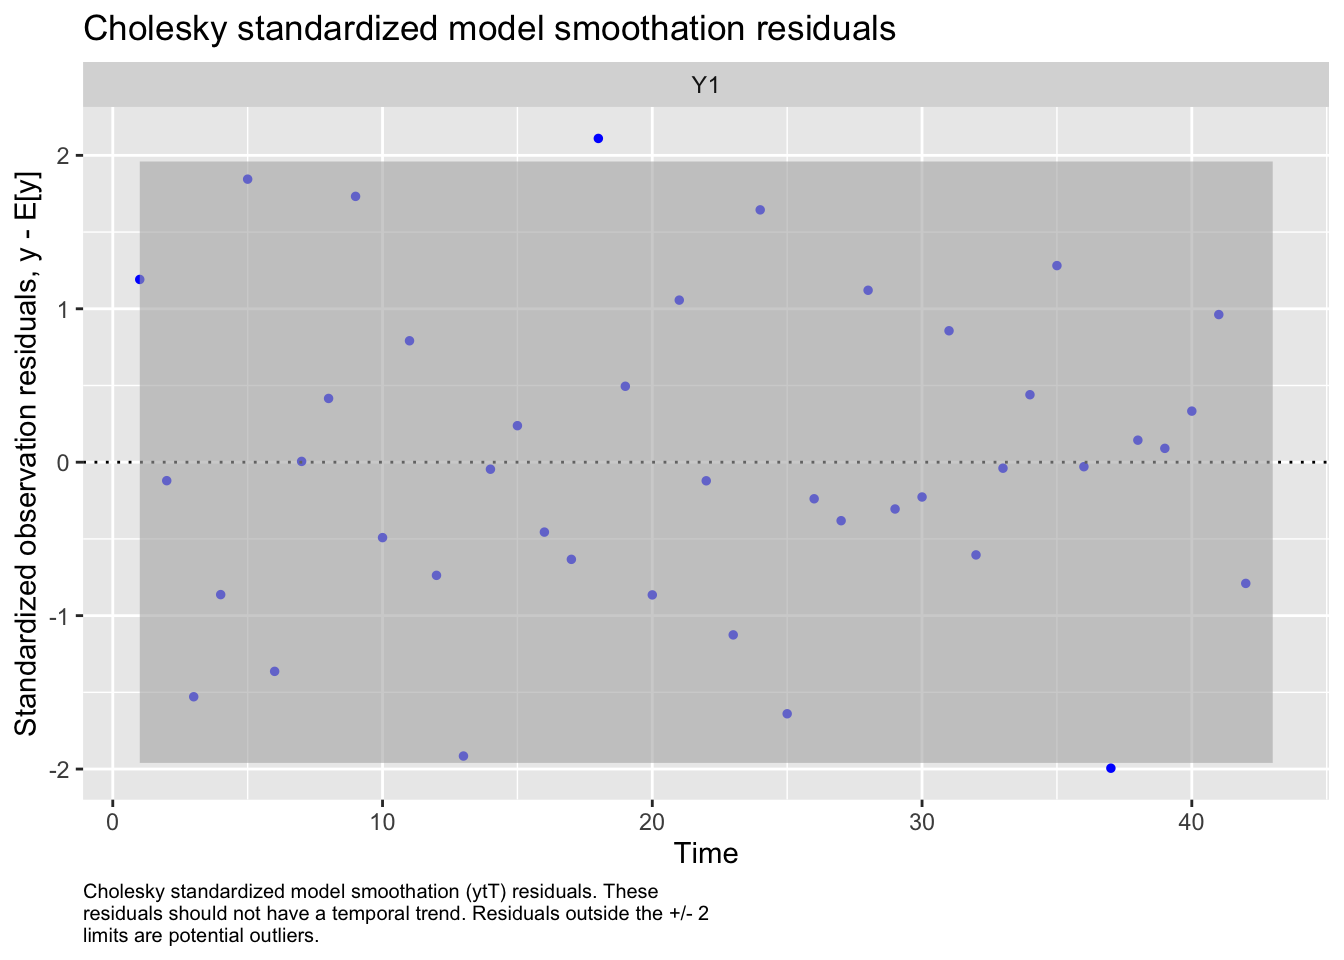 Cholesky standardized model smoothation residuals
Y1
Standardized observation residuals, y - E[y]
2
1
0
-1
-2
0 10 20 30 40
Time
Cholesky standardized model smoothation (ytT) residuals. These
residuals should not have a temporal trend. Residuals outside the +/- 2
limits are potential outliers.